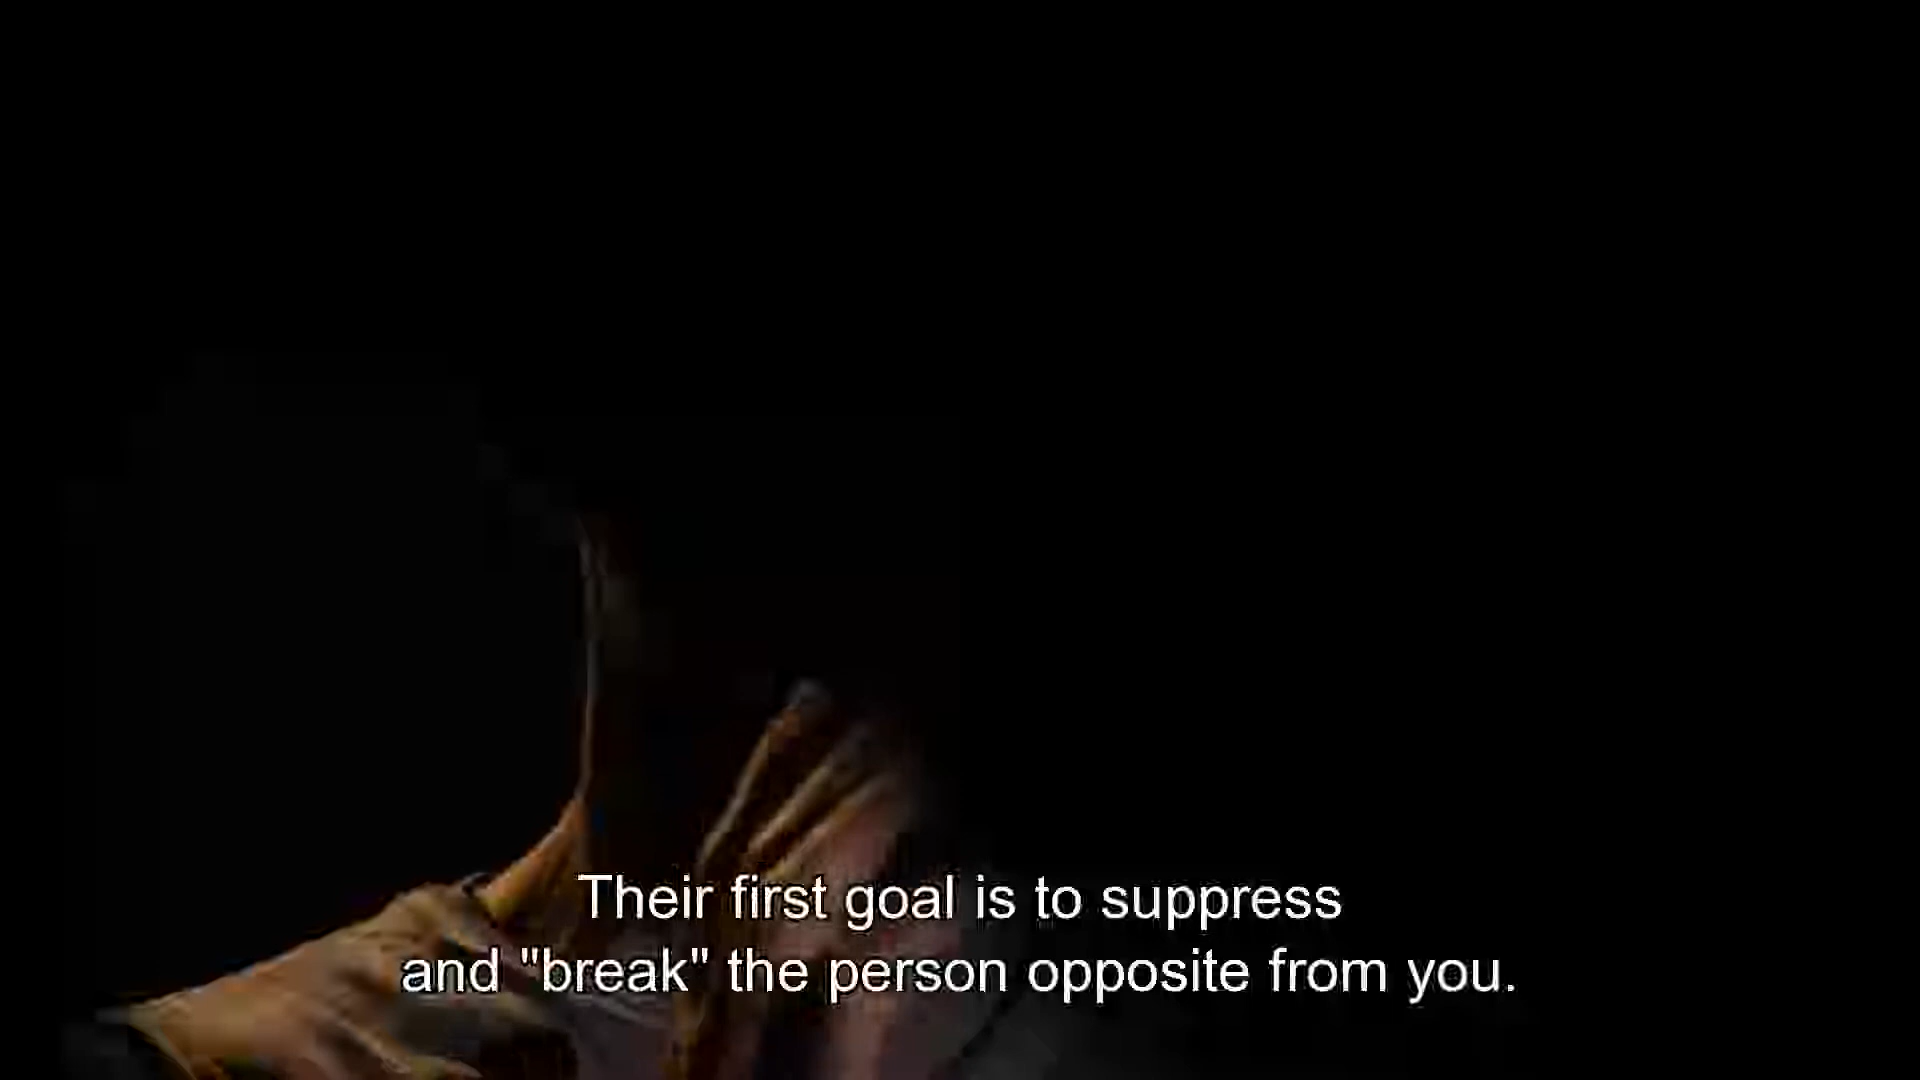 Their first goal is to suppress
and "break" the person opposite from you.